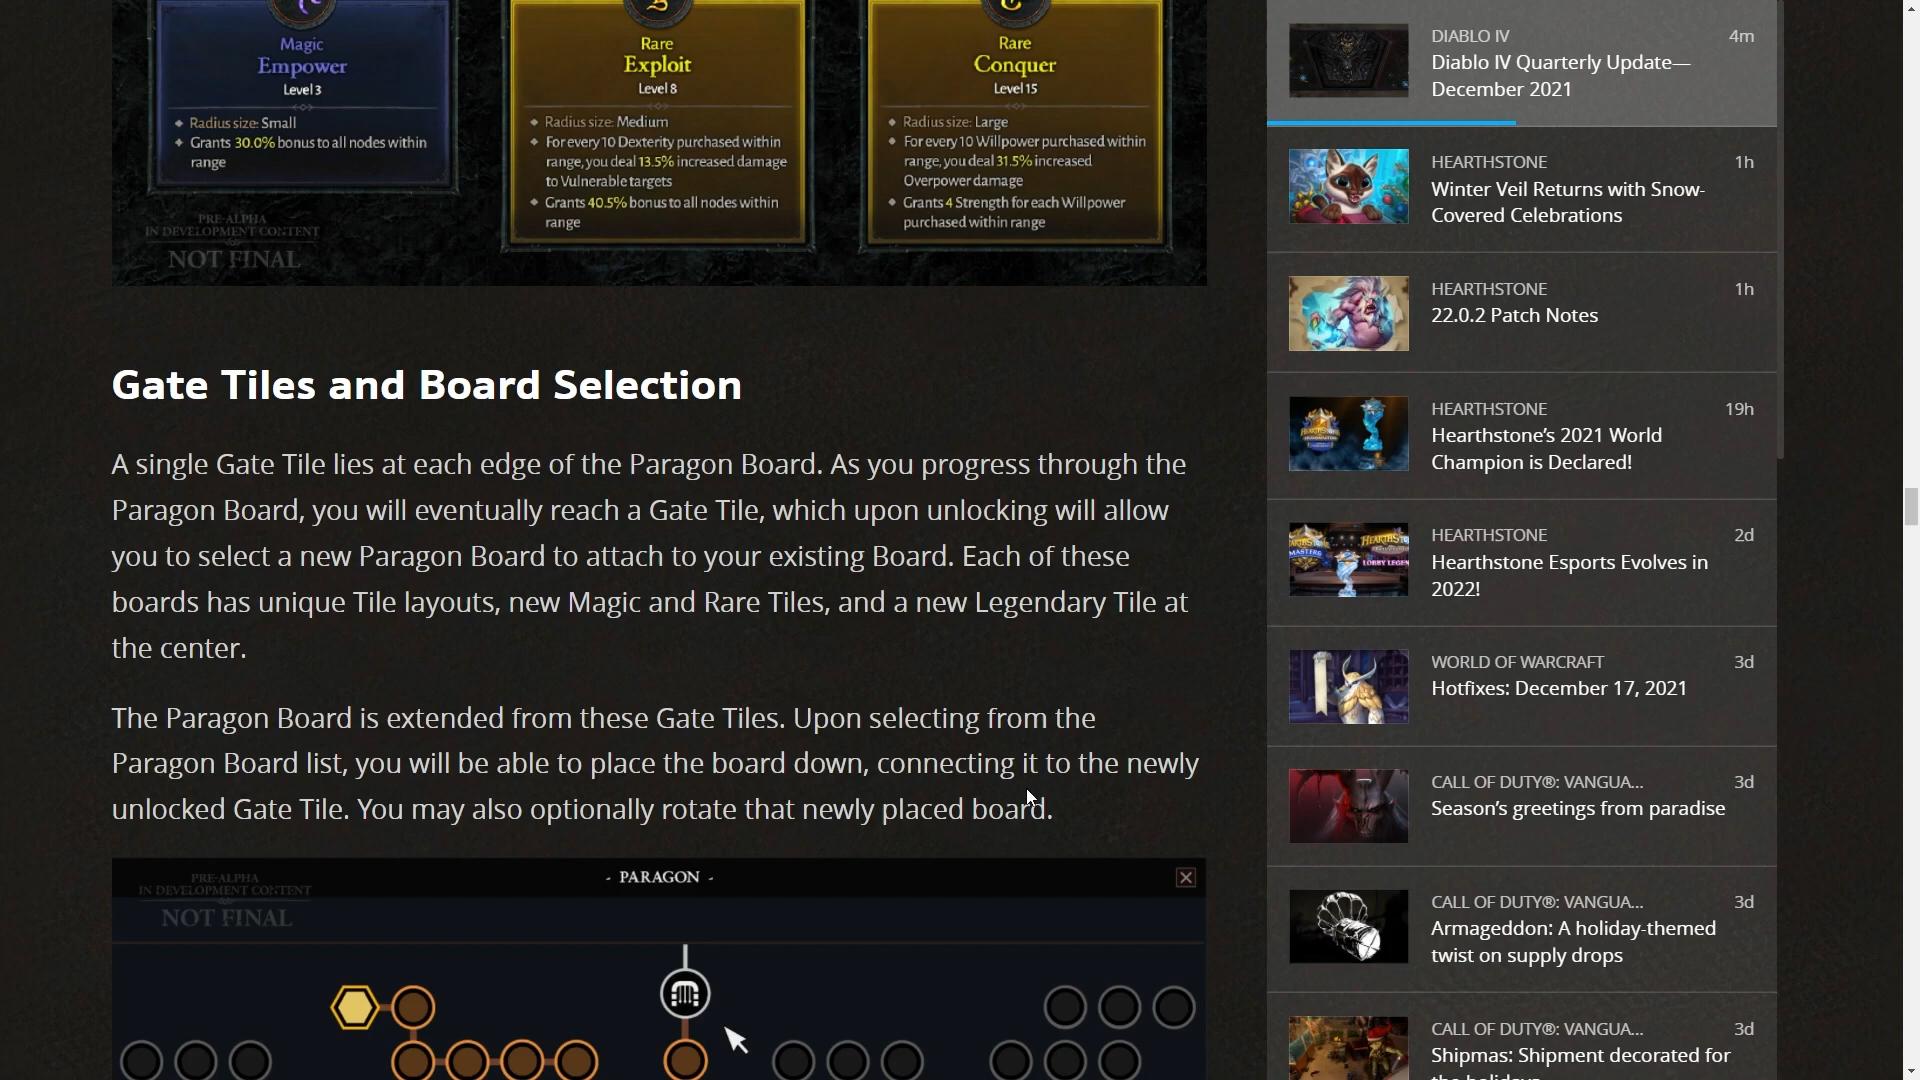 Magic
Empower
Level 3
Radius size: Small
Grants 30.0% bonus to all nodes within
range
Rare
Exploit
Level 8
Radius size: Medium
For every 10 Dexterity purchased within
range, you deal 13.5% increased damage
to Vulnerable targets
Grants 40.5% bonus to all nodes within
range
Rare
Conquer
Level 15
Radius size: Large
For every 10 Willpower purchased within
range, you deal 31.5% increased
Overpower damage
Grants 4 Strength for each Willpower
purchased within range
PRE-ALPHA
IN DEVELOPMENT CONTENT
NOT FINAL
Gate Tiles and Board Selection
A single Gate Tile lies at each edge of the Paragon Board. As you progress through the
Paragon Board, you will eventually reach a Gate Tile, which upon unlocking will allow
you to select a new Paragon Board to attach to your existing Board. Each of these
boards has unique Tile layouts, new Magic and Rare Tiles, and a new Legendary Tile at
the center.
The Paragon Board is extended from these Gate Tiles. Upon selecting from the
Paragon Board list, you will be able to place the board down, connecting it to the newly
unlocked Gate Tile. You may also optionally rotate that newly placed board.
PRE-ALPHA
IN DEVELOPMENT CONTENT
NOT FINAL
- PARAGON -
DIABLO IV 4m
Diablo IV Quarterly Update—
December 2021
HEARTHSTONE 1h
Winter Veil Returns with Snow-
Covered Celebrations
HEARTHSTONE 1h
22.0.2 Patch Notes
HEARTHSTONE 19h
Hearthstone's 2021 World
Champion is Declared!
HEARTHSTONE 2d
Hearthstone Esports Evolves in
2022!
WORLD OF WARCRAFT 3d
Hotfixes: December 17, 2021
CALL OF DUTY®: VANGUA... 3d
Season's greetings from paradise
CALL OF DUTY®: VANGUA... 3d
Armageddon: A holiday-themed
twist on supply drops
CALL OF DUTY®: VANGUA... 3d
Shipmas: Shipment decorated for
the holidays